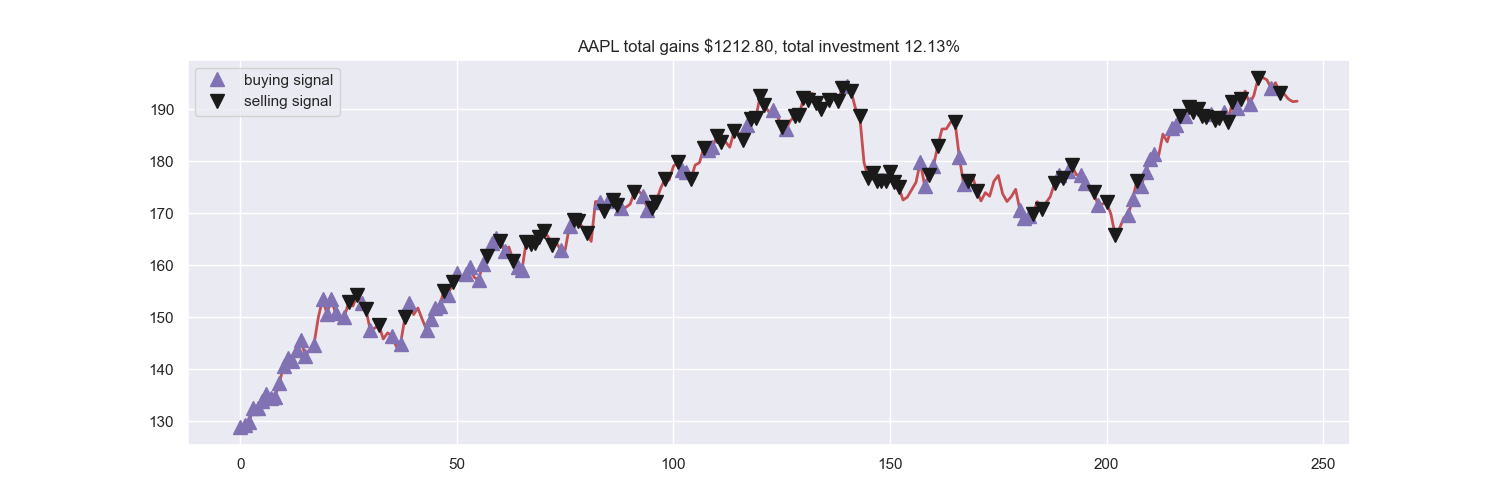 AAPL total gains $1212.80, total investment 12.13%
buying signal
selling signal
190
180
170
160
150
140
130
0 50 100 150 200 250